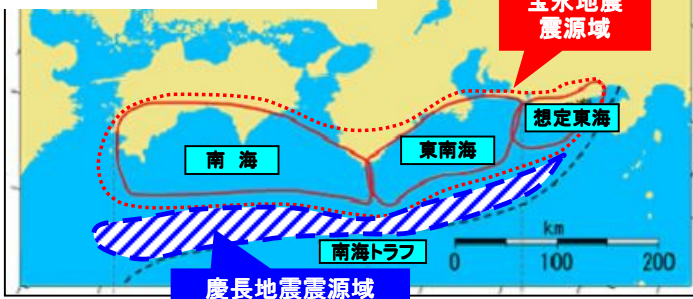 宝永地震
震源域
想定東海
東南海
南 海
南海トラフ
km
0 100 200
慶長地震震源域